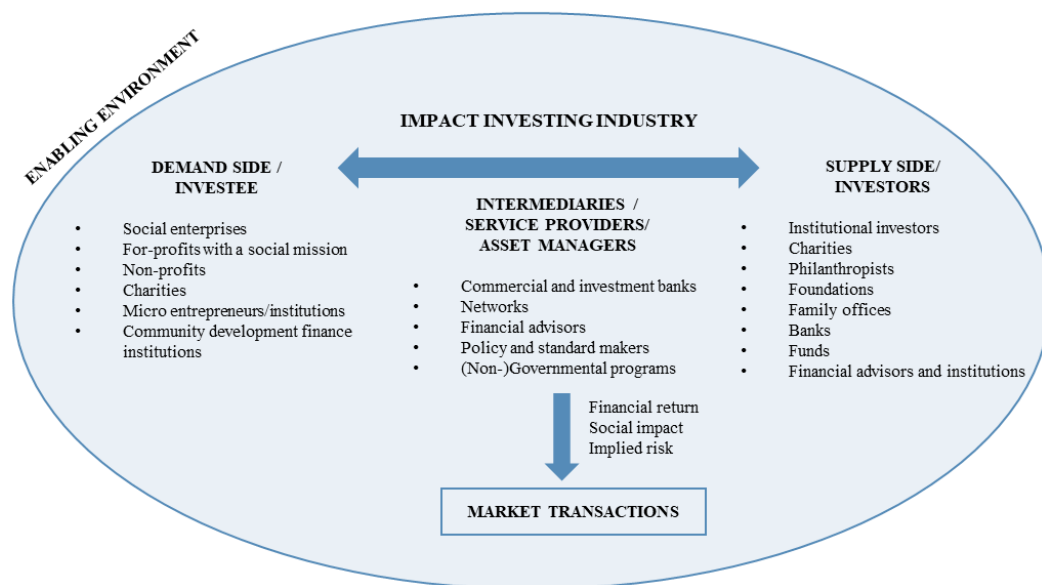 ENABLING ENVIRONMENT
IMPACT INVESTING INDUSTRY
DEMAND SIDE /
INVESTEE
• Social enterprises
• For-profits with a social mission
• Non-profits
• Charities
• Micro entrepreneurs/institutions
• Community development finance
institutions
INTERMEDIARIES /
SERVICE PROVIDERS/
ASSET MANAGERS
• Commercial and investment banks
• Networks
• Financial advisors
• Policy and standard makers
• (Non-)Governmental programs
SUPPLY SIDE/
INVESTORS
• Institutional investors
• Charities
• Philanthropists
• Foundations
• Family offices
• Banks
• Funds
• Financial advisors and institutions
Financial return
Social impact
Implied risk
MARKET TRANSACTIONS